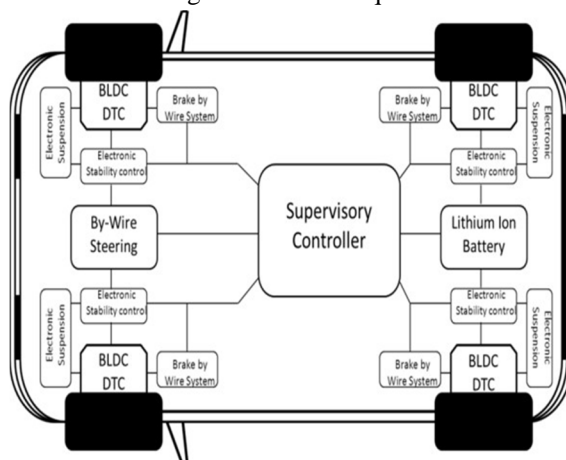 BLDC
DTC
Brake by
Wire System
Electronic
Suspension
Electronic
Stability control
Brake by
Wire System
BLDC
DTC
Electronic
Suspension
Electronic
Stability control
By-Wire
Steering
Supervisory
Controller
Lithium Ion
Battery
Electronic
Stability control
Electronic
Suspension
BLDC
DTC
Brake by
Wire System
Electronic
Stability control
Electronic
Suspension
Brake by
Wire System
BLDC
DTC